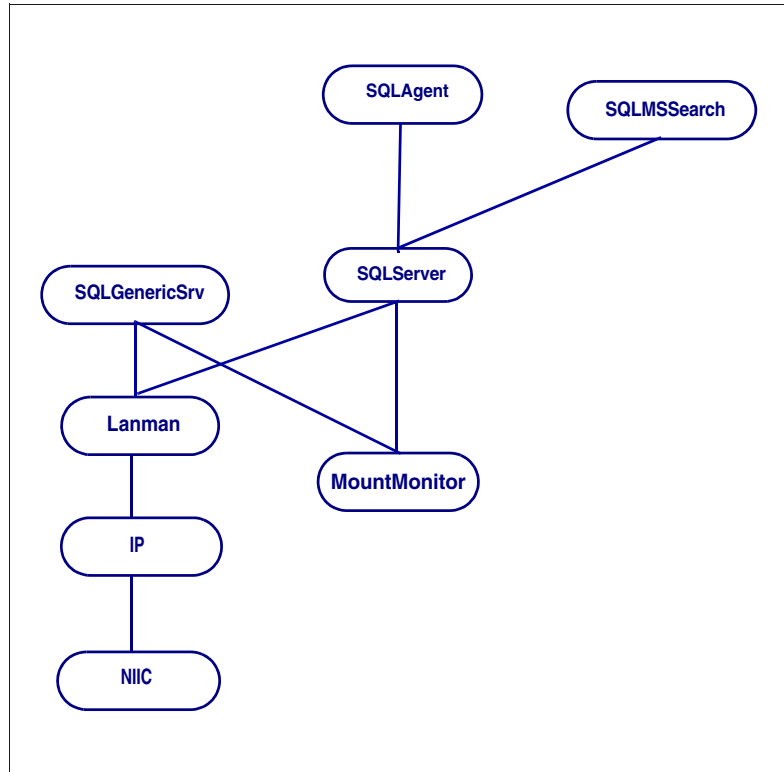 SQLAgent
SQLMSSearch
SQLServer
SQLGenericSrv
Lanman
MountMonitor
IP
NIIC